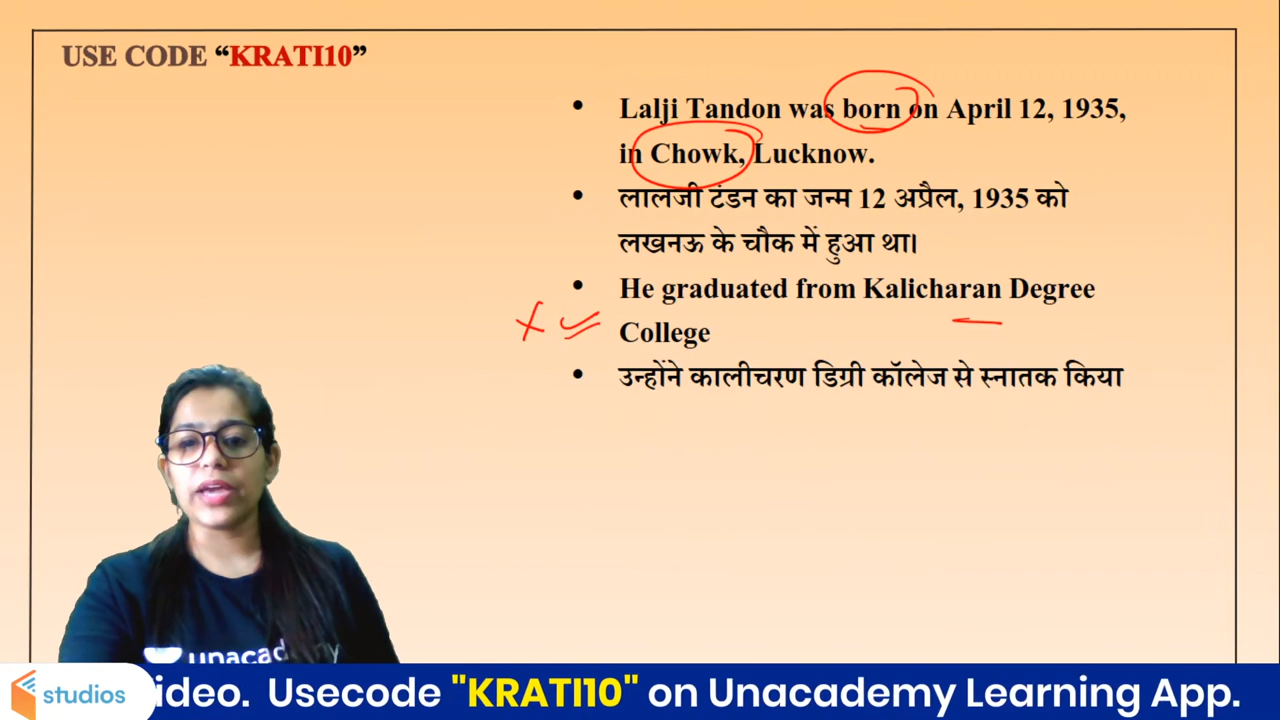 USE CODE “KRATI10”
• Lalji Tandon was born on April 12, 1935,
in Chowk, Lucknow.
• लालजी टंडन का जन्म 12 अप्रैल, 1935 को
लखनऊ के चौक में हुआ था।
• He graduated from Kalicharan Degree
College
• उन्होंने कालीचरण डिग्री कॉलेज से स्नातक किया
unacademy
studios
ideo. Usecode "KRATI10" on Unacademy Learning App.